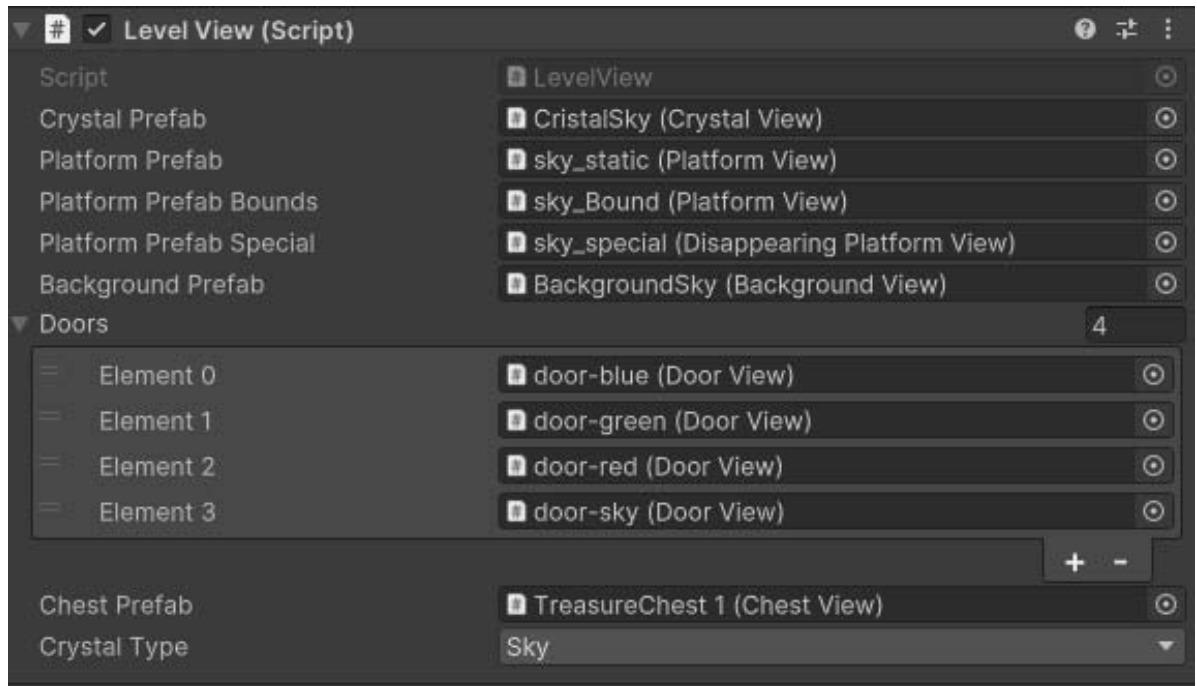 Level View (Script)
Script LevelView
Crystal Prefab CristalSky (Crystal View)
Platform Prefab sky_static (Platform View)
Platform Prefab Bounds sky_Bound (Platform View)
Platform Prefab Special sky_special (Disappearing Platform View)
Background Prefab BackgroundSky (Background View)
Doors 4
Element 0 door-blue (Door View)
Element 1 door-green (Door View)
Element 2 door-red (Door View)
Element 3 door-sky (Door View)
+ -
Chest Prefab TreasureChest 1 (Chest View)
Crystal Type Sky